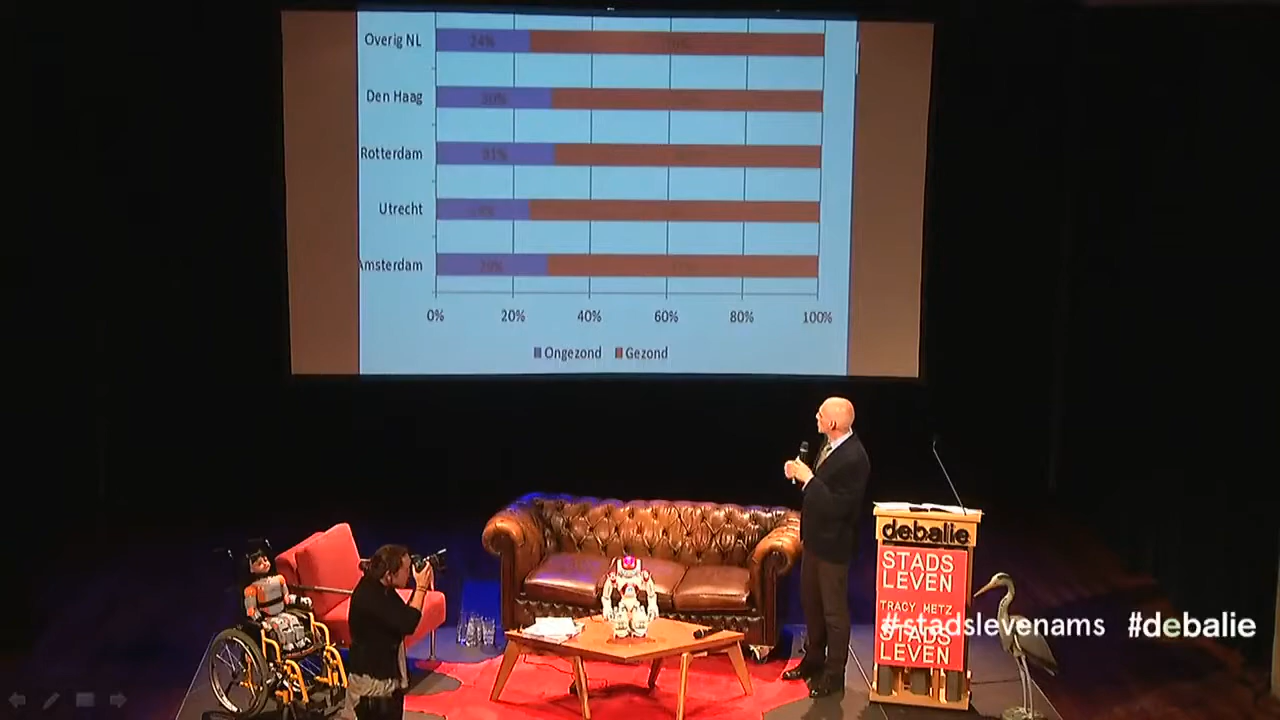 Overig NL
24%
Den Haag
30%
Rotterdam
31%
Utrecht
Amsterdam
29%
0% 20% 40% 60% 80% 100%
Ongezond Gezond
debalie
STADS
LEVEN
TRACY METZ
STADS
LEVEN
#stadslevenams #debalie